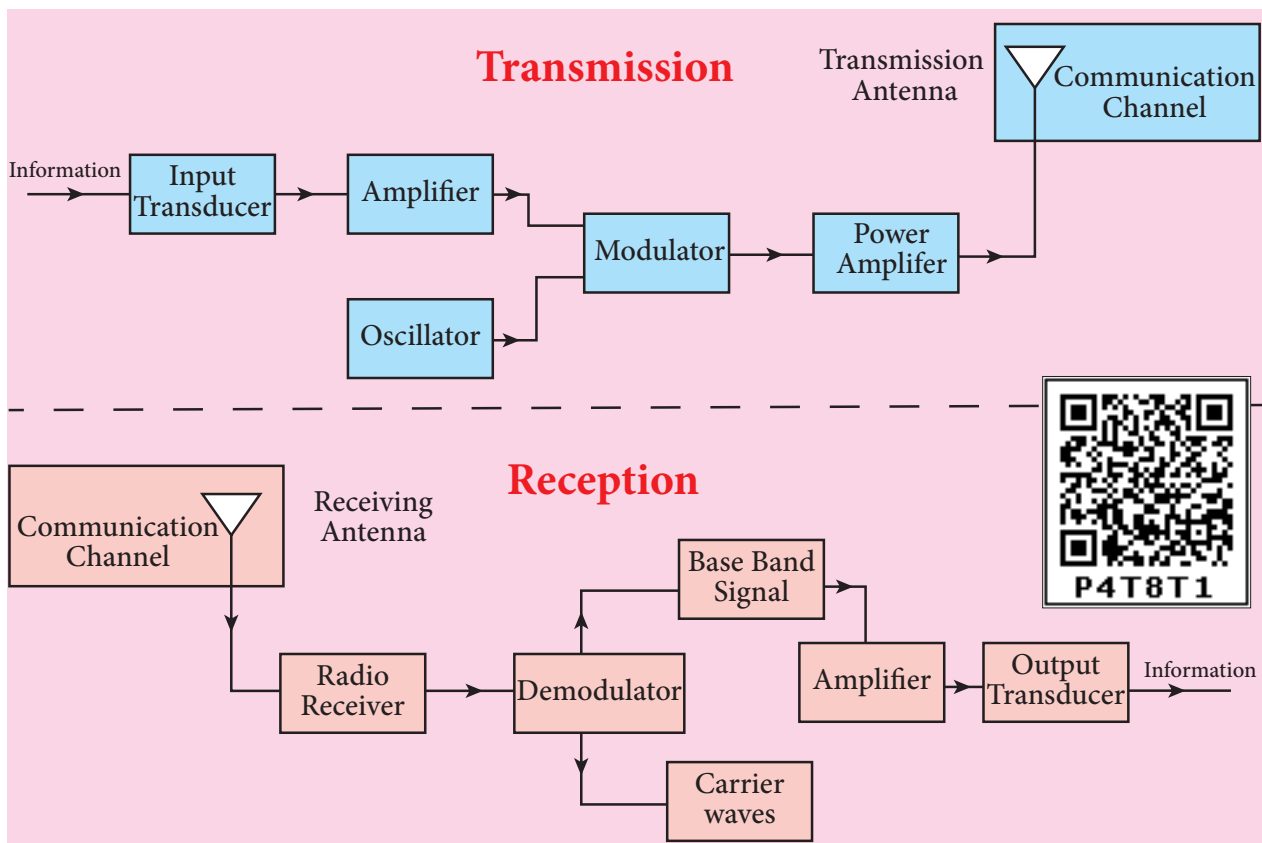 Transmission
Transmission
Antenna
Communication
Channel
Information
Input
Transducer
Amplifier
Modulator
Power
Amplifer
Oscillator
Reception
Communication
Channel
Receiving
Antenna
P4T8T1
Base Band
Signal
Radio
Receiver
Demodulator
Amplifier
Output
Transducer
Information
Carrier
waves